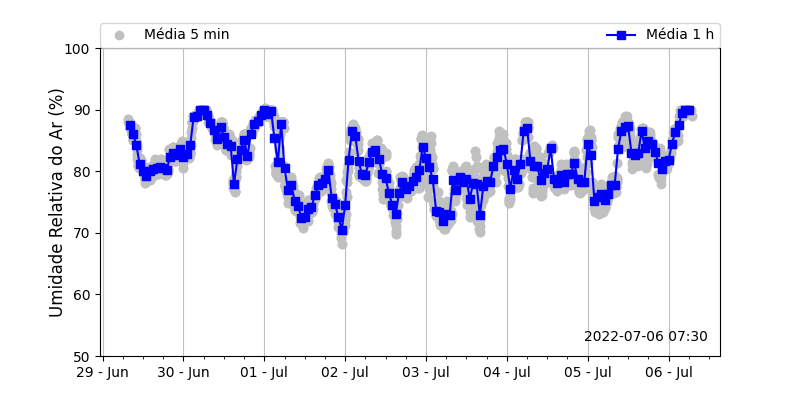 Média 5 min Média 1 h
Umidade Relativa do Ar (%)
100
90
80
70
60
50
2022-07-06 07:30
29 - Jun 30 - Jun 01 - Jul 02 - Jul 03 - Jul 04 - Jul 05 - Jul 06 - Jul